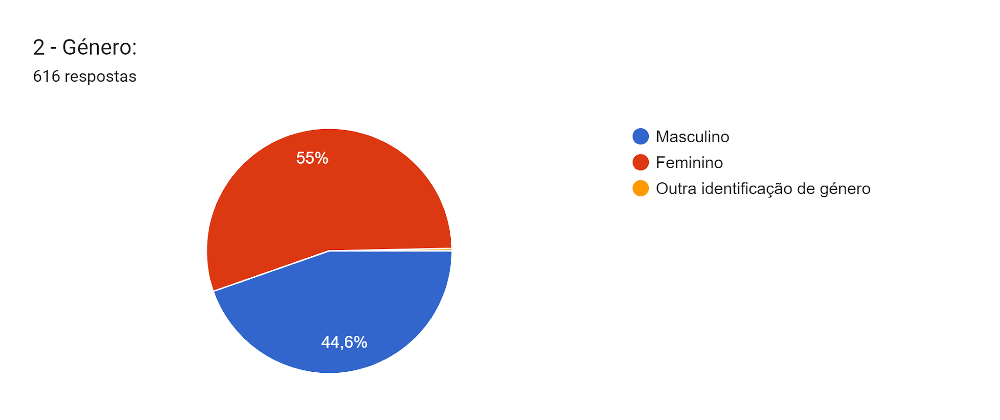 2 - Género:
616 respostas
55%
44,6%
Masculino
Feminino
Outra identificação de género